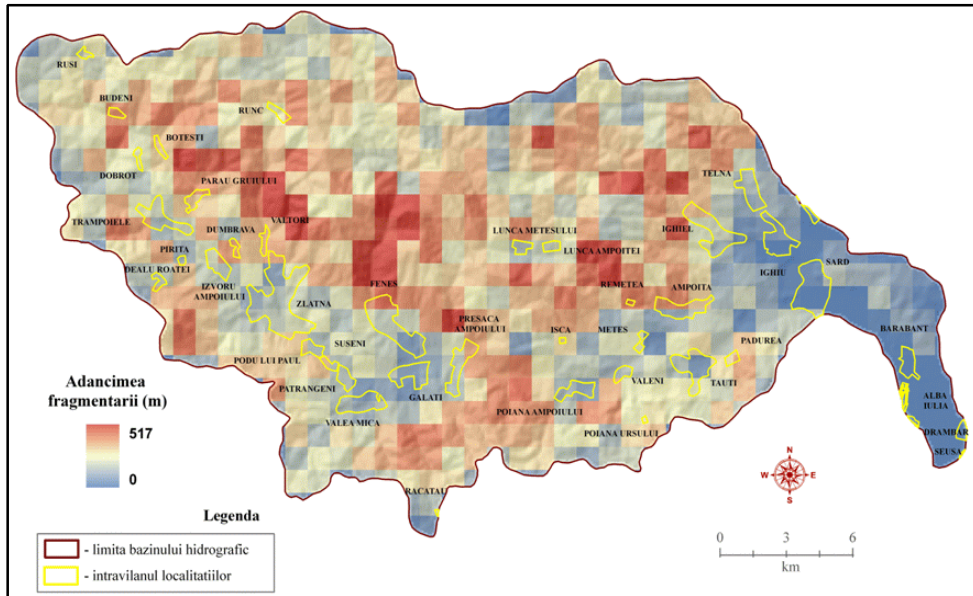 RUSI
BUDENI
RUNC
BOTESTI
DOBROT
PARAU GRUIULUI
TELNA
TRAMPOIELE
VALTORI
DUMBRAVA
LUNCA METESULUI
IGHILL
PIRITA
LUNCA AMPOITEI
DEALU ROATEI
IZVORU
AMPOIULUI
FENES
REMETEA
AMPOITA
IGHIU
SARD
ZLATNA
PRESACA
AMPOIULUI
ISCA
METES
BARABANT
SUSENI
PADUREA
PODU LUI PAUL
PATRANGENI
GALATI
VALENI
TAUTI
ALBA
IULIA
VALEA MICA
POIANA AMPOIULUI
POIANA URSULUI
DRAMBAR
SEUSA
RACATAU
Adancimea
fragmentarii (m)
517
0
Legenda
- limita bazinului hidrografic
- intravilanul localitatiilor
N
W E
S
0 3 6
km